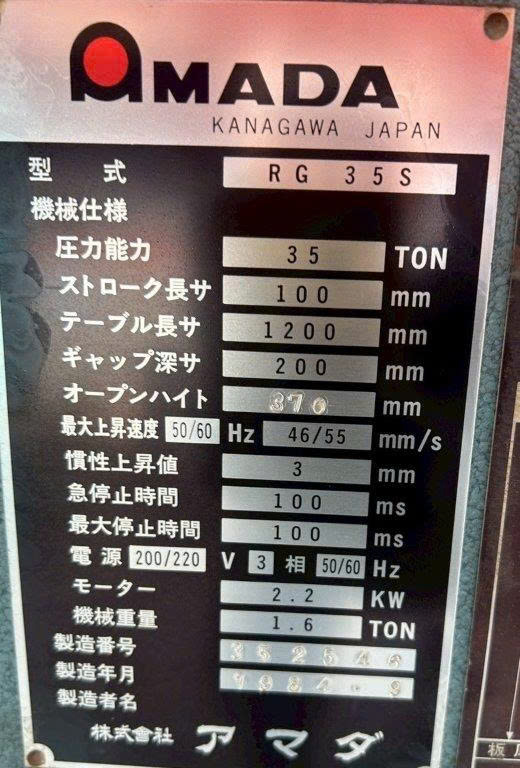 AMADA
KANAGAWA JAPAN
型式 RG 35S
機械仕様
圧力能力 35 TON
ストローク長サ 100 mm
テーブル長サ 1200 mm
ギャップ深サ 200 mm
オープンハイト 370 mm
最大上昇速度 50/60 Hz 46/55 mm/s
慣性上昇値 3 mm
急停止時間 100 ms
最大停止時間 100 ms
電源 200/220 V 3 相 50/60 Hz
モーター 2.2 KW
機械重量 1.6 TON
製造番号 352546
製造年月 1984.9
製造者名
株式會社 アマダ
板